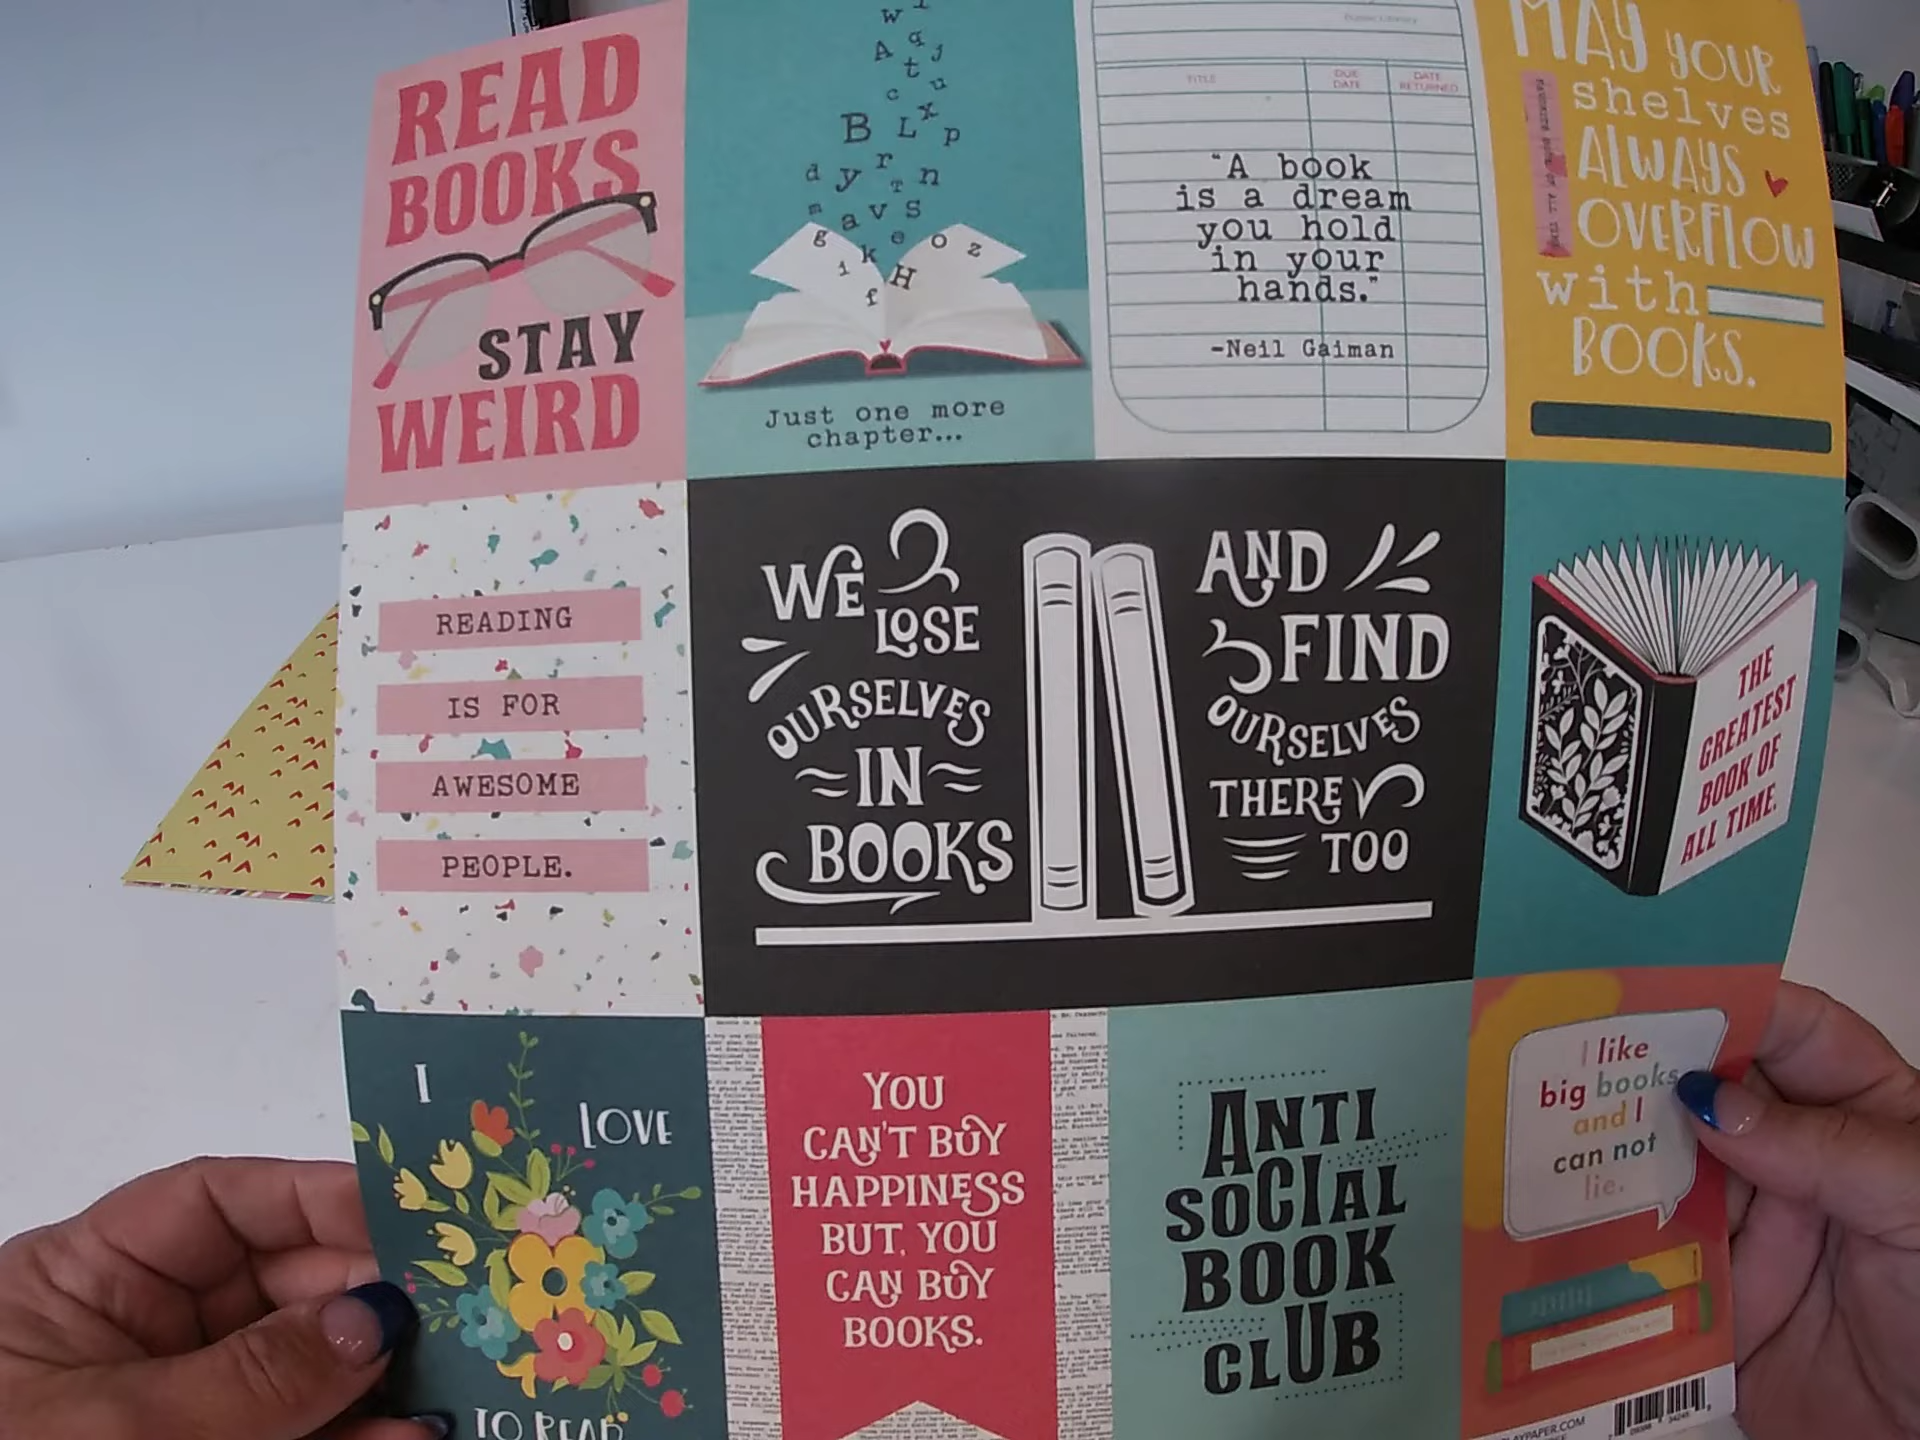 READ
BOOKS
STAY
WEIRD
Just one more
chapter...
TITLE
DUE
DATE
DATE
RETURNED
"A book
is a dream
you hold
in your
hands."
-Neil Gaiman
MAY YOUR
shelves
ALWAYS
OVERFLOW
with
BOOKS.
READING
IS FOR
AWESOME
PEOPLE.
WE
LOSE
OURSELVES
IN
BOOKS
AND
FIND
OURSELVES
THERE
TOO
THE
GREATEST
BOOK OF
ALL TIME.
I
LOVE
TO READ
YOU
CAN'T BUY
HAPPINESS
BUT, YOU
CAN BUY
BOOKS.
ANTI
SOCIAL
BOOK
CLUB
I like
big books
and I
can not
lie.